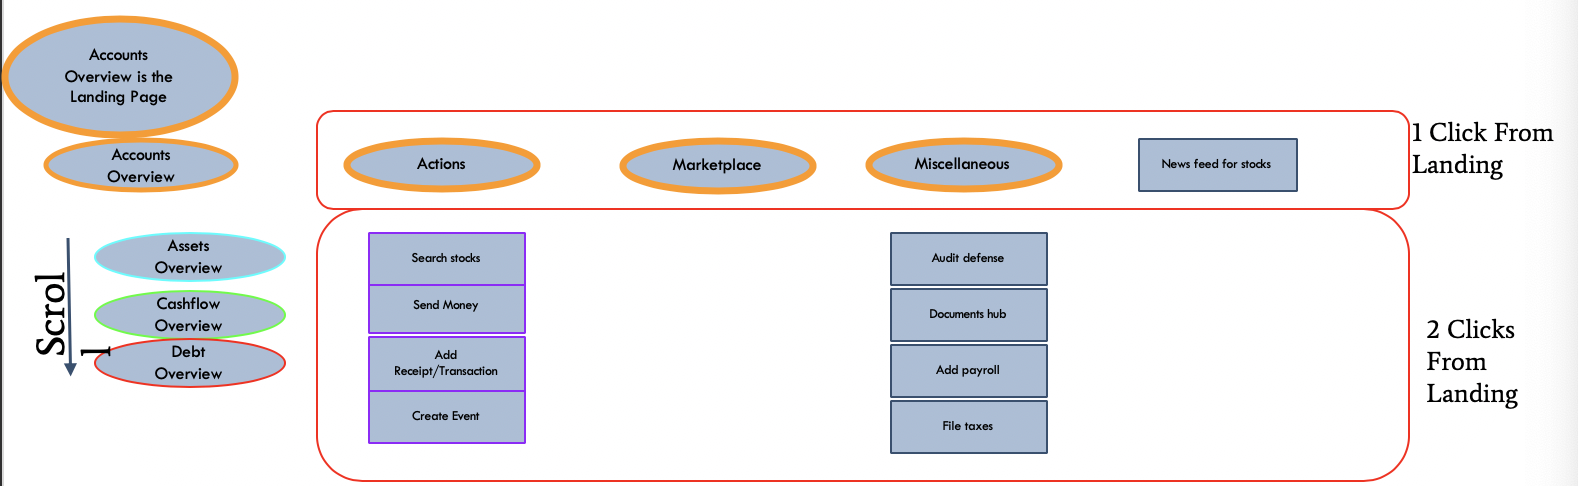 Accounts
Overview is the
Landing Page
Accounts
Overview
Actions
Marketplace
Miscellaneous
News feed for stocks
1 Click From
Landing
Scrol
l
Assets
Overview
Cashflow
Overview
Debt
Overview
Search stocks
Send Money
Add
Receipt/Transaction
Create Event
Audit defense
Documents hub
Add payroll
File taxes
2 Clicks
From
Landing